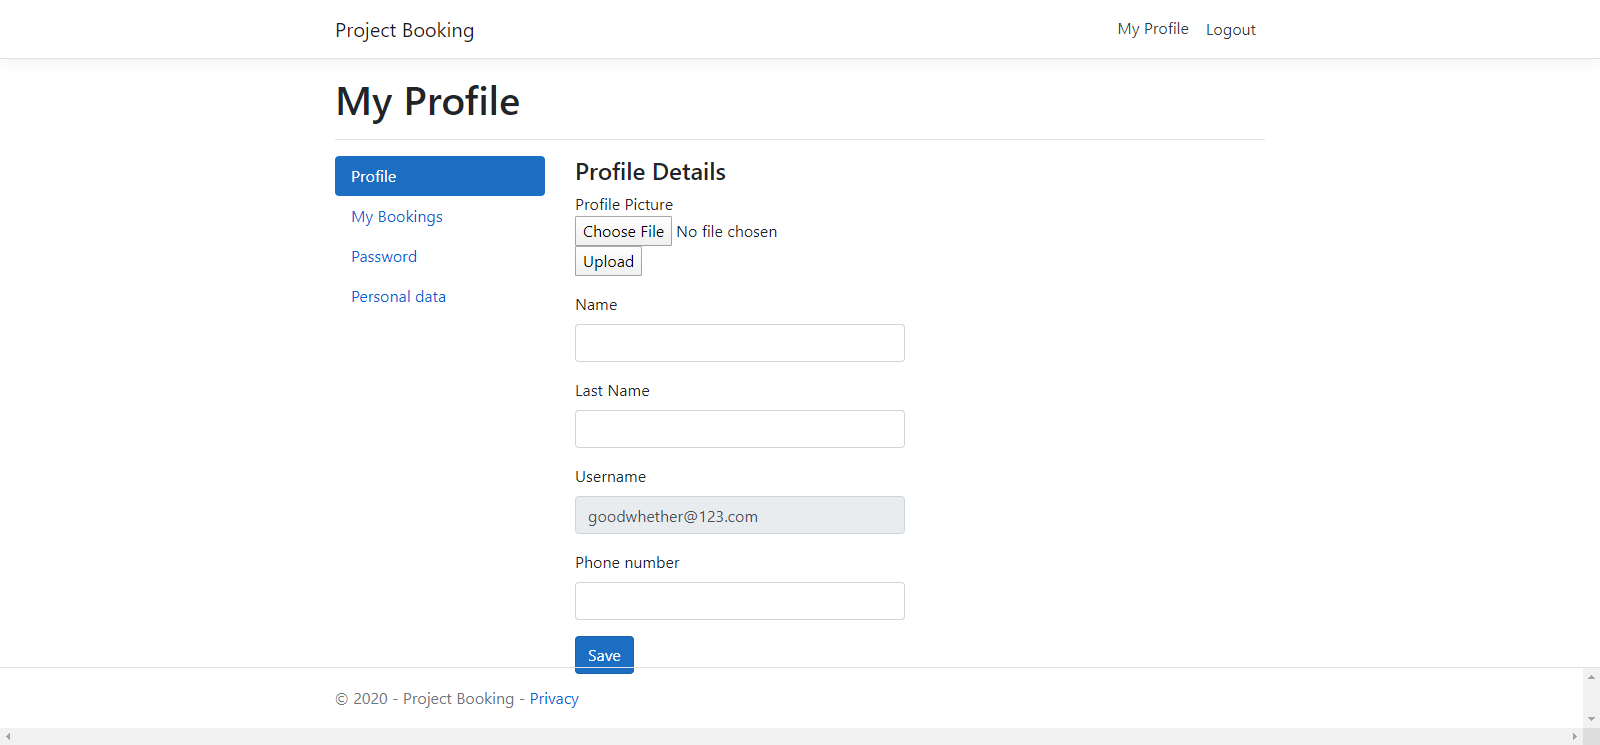 Project Booking
My Profile Logout
My Profile
Profile
My Bookings
Password
Personal data
Profile Details
Profile Picture
Choose File No file chosen
Upload
Name
Last Name
Username
goodwhether@123.com
Phone number
Save
© 2020 - Project Booking - Privacy